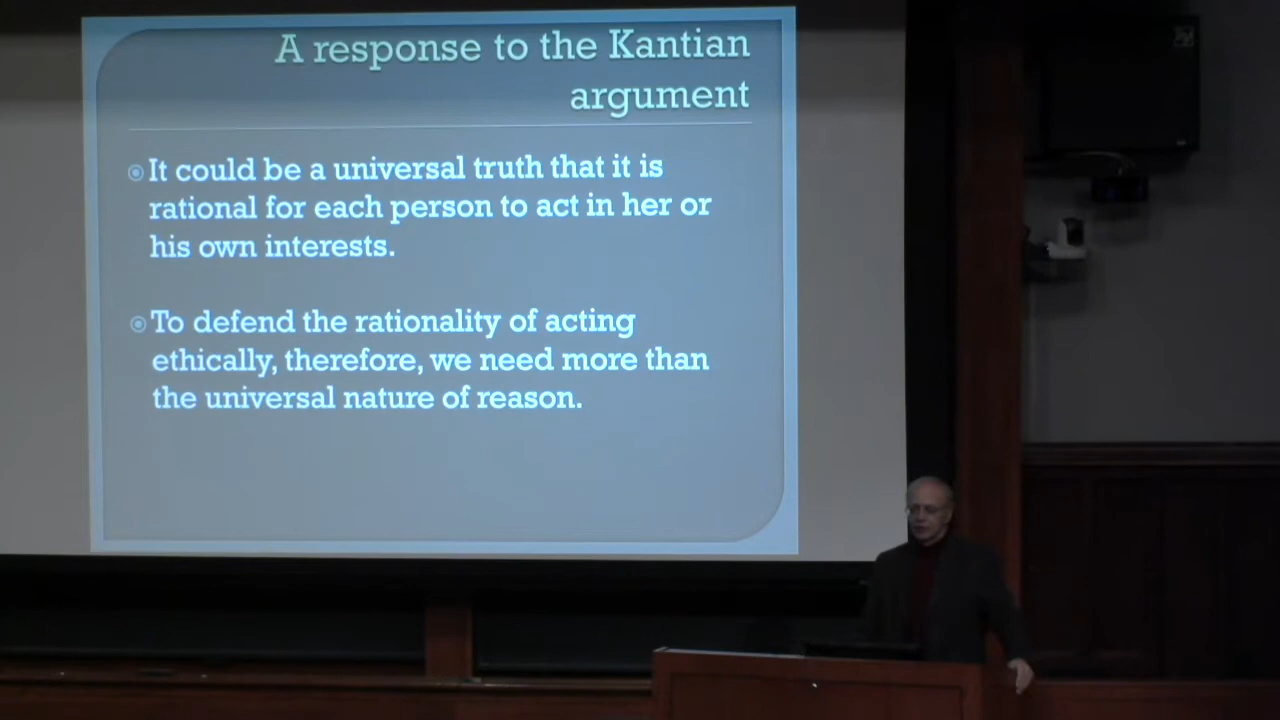 A response to the Kantian
argument
It could be a universal truth that it is
rational for each person to act in her or
his own interests.
To defend the rationality of acting
ethically, therefore, we need more than
the universal nature of reason.